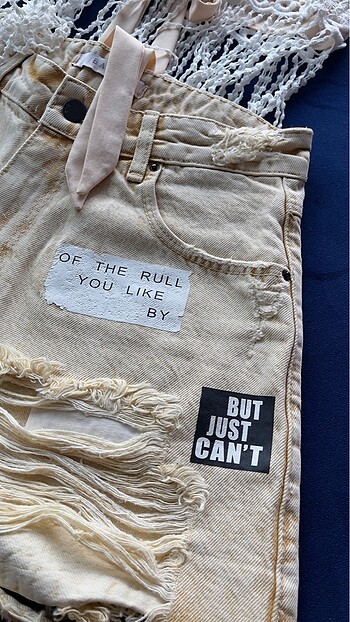 OF THE RULL
YOU LIKE
BY
BUT
JUST
CAN'T